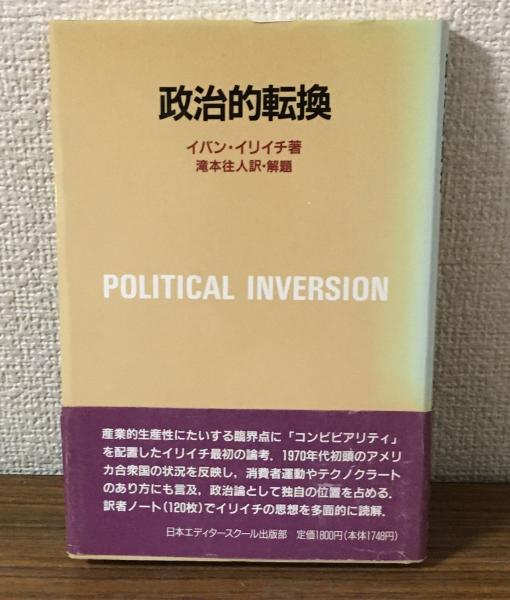 政治的転換
イバン・イリイチ著
滝本往人訳・解題
POLITICAL INVERSION
産業的生産性にたいする臨界点に「コンビビアリティ」
を配置したイリイチ最初の論考．1970年代初頭のアメリ
カ合衆国の状況を反映し，消費者運動やテクノクラート
のあり方にも言及，政治論として独自の位置を占める．
訳者ノート(120枚)でイリイチの思想を多面的に読解．
日本エディタースクール出版部　定価1800円(本体1748円)